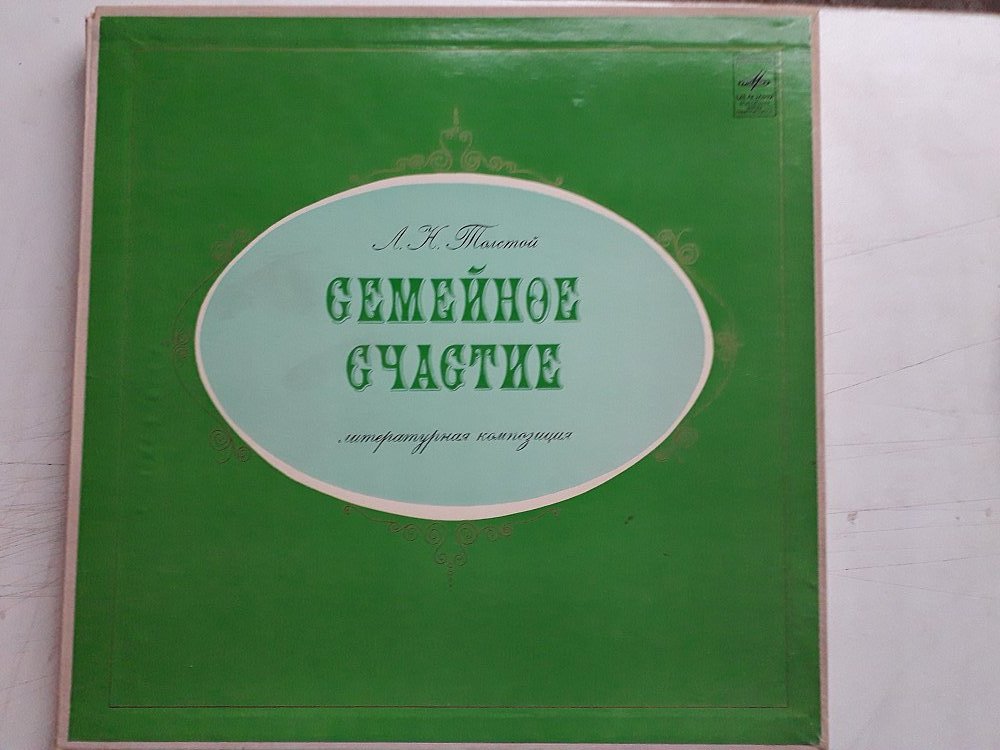 Л. Н. Толстой
СЕМЕЙНОЕ
СЧАСТИЕ
литературная композиция